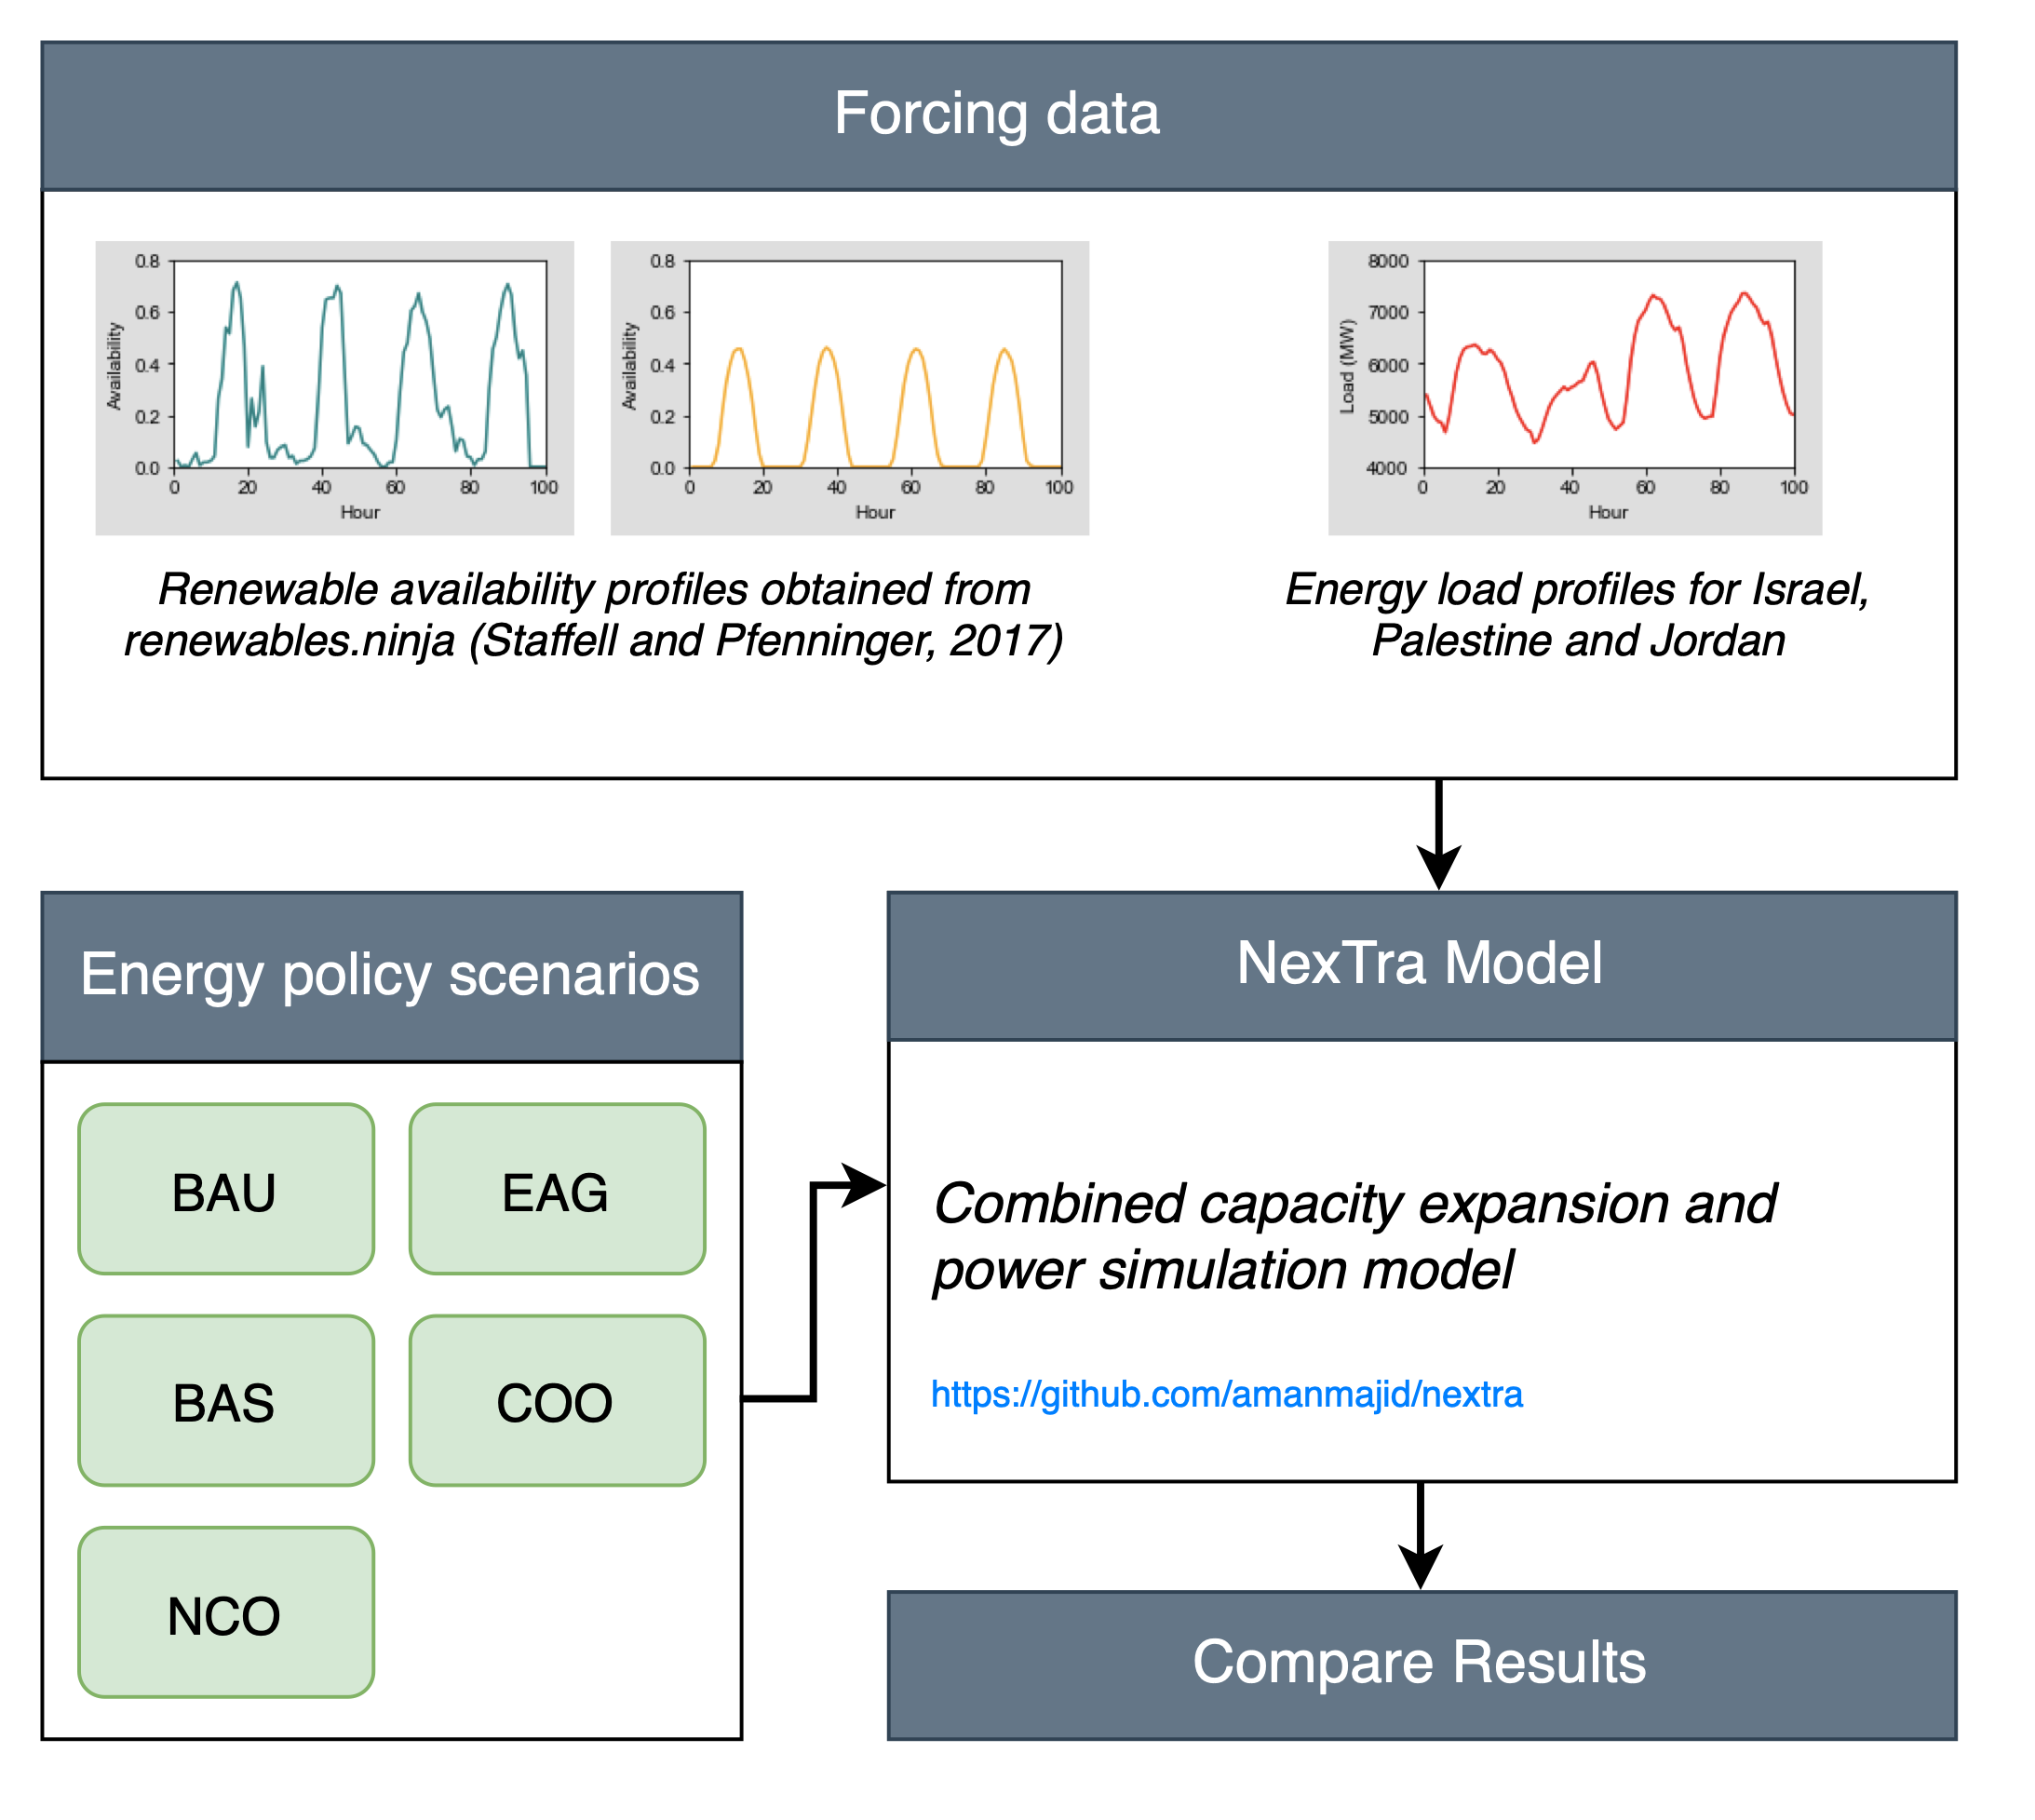 Forcing data
0.8
0.6
0.4
0.2
0.0
Availability
0 20 40 60 80 100
Hour
0.8
0.6
0.4
0.2
0.0
Availability
0 20 40 60 80 100
Hour
8000
7000
6000
5000
4000
Load (MW)
0 20 40 60 80 100
Hour
Renewable availability profiles obtained from
renewables.ninja (Staffell and Pfenninger, 2017)
Energy load profiles for Israel,
Palestine and Jordan
Energy policy scenarios
BAU EAG
BAS COO
NCO
NexTra Model
Combined capacity expansion and
power simulation model
https://github.com/amanmajid/nextra
Compare Results